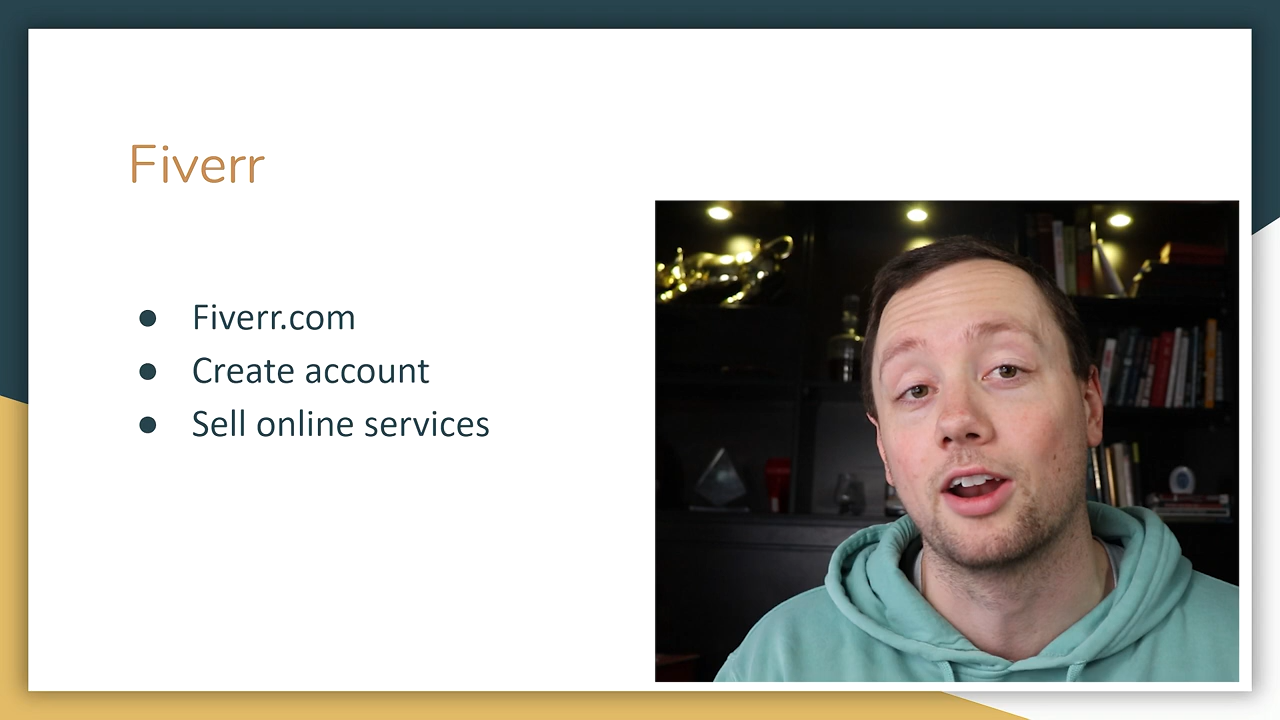 Fiverr
● Fiverr.com
● Create account
● Sell online services